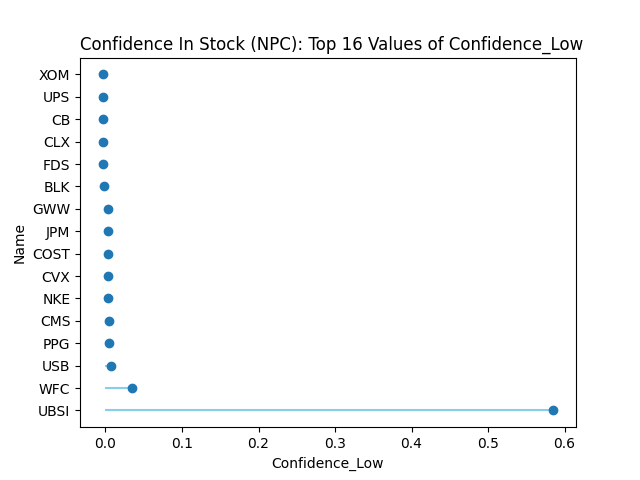 Confidence In Stock (NPC): Top 16 Values of Confidence_Low
XOM
UPS
CB
CLX
FDS
BLK
GWW
JPM
COST
CVX
NKE
CMS
PPG
USB
WFC
UBSI
Name
0.0 0.1 0.2 0.3 0.4 0.5 0.6
Confidence_Low